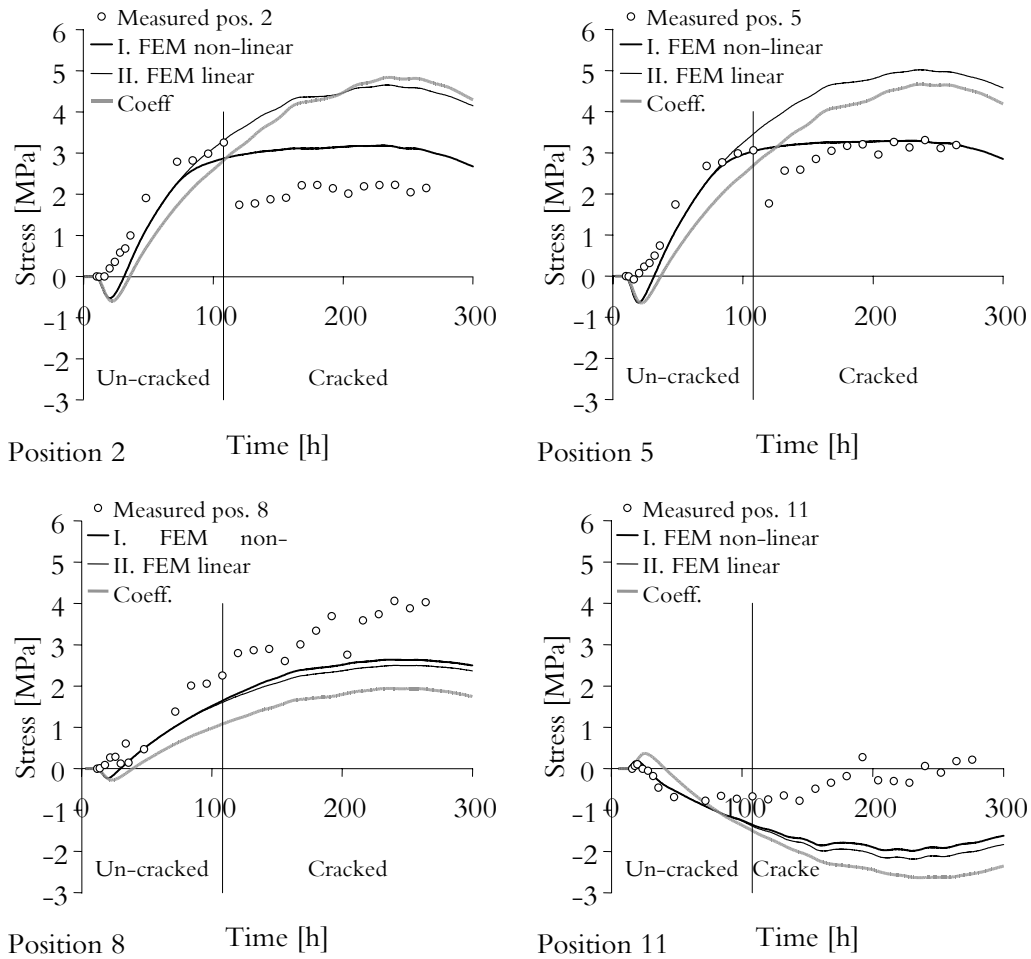 Measured pos. 2
I. FEM non-linear
II. FEM linear
Coeff
6
5
4
3
2
1
0
-1
-2
-3
0
100
200
300
Stress [MPa]
Un-cracked
Cracked
Time [h]
Position 2
Measured pos. 5
I. FEM non-linear
II. FEM linear
Coeff.
6
5
4
3
2
1
0
-1
-2
-3
0
100
200
300
Stress [MPa]
Un-cracked
Cracked
Time [h]
Position 5
Measured pos. 8
I. FEM non-
II. FEM linear
Coeff.
6
5
4
3
2
1
0
-1
-2
-3
0
100
200
300
Stress [MPa]
Un-cracked
Cracked
Time [h]
Position 8
Measured pos. 11
I. FEM non-linear
II. FEM linear
Coeff.
6
5
4
3
2
1
0
-1
-2
-3
0
100
200
300
Stress [MPa]
Un-cracked
Cracke
Time [h]
Position 11